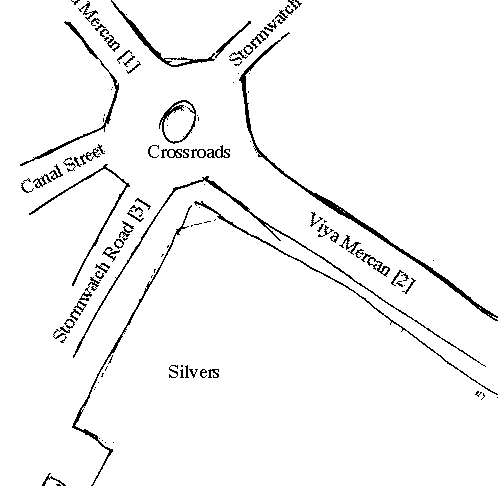 a Mercan [1]
Stormwatch
Crossroads
Canal Street
Stormwatch Road [3]
Viya Mercan [2]
Silvers